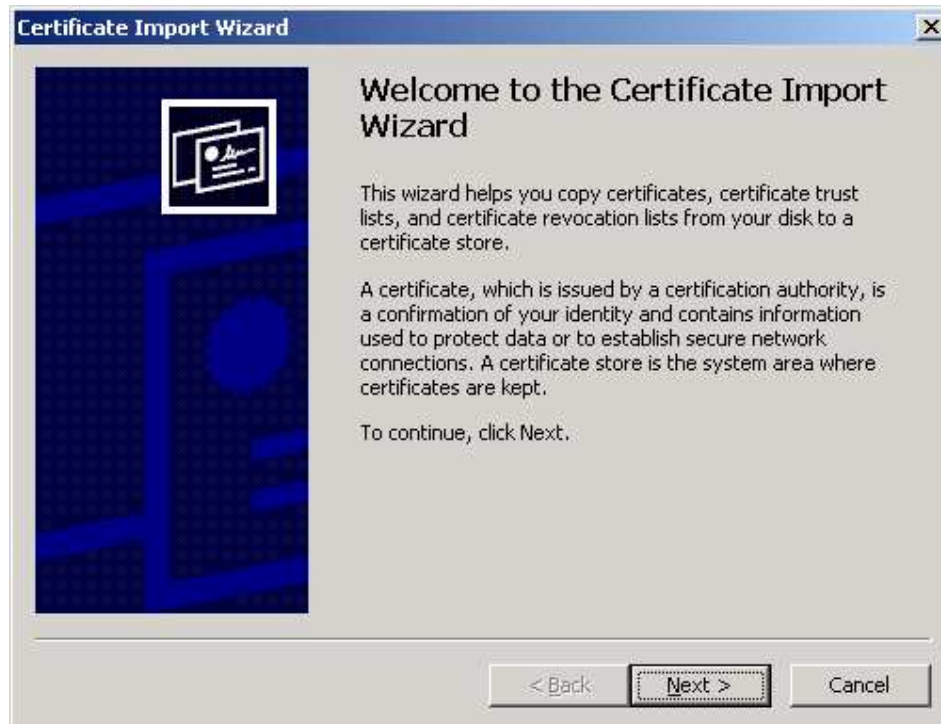 Certificate Import Wizard
Welcome to the Certificate Import
Wizard
This wizard helps you copy certificates, certificate trust
lists, and certificate revocation lists from your disk to a
certificate store.
A certificate, which is issued by a certification authority, is
a confirmation of your identity and contains information
used to protect data or to establish secure network
connections. A certificate store is the system area where
certificates are kept.
To continue, click Next.
< Back Next > Cancel